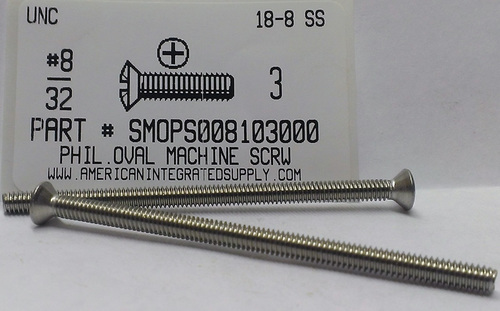 UNC 18-8 SS
#8
32 3
PART # SMOPS008103000
PHIL.OVAL MACHINE SCRW
WWW.AMERICANINTEGRATEDSUPPLY.COM